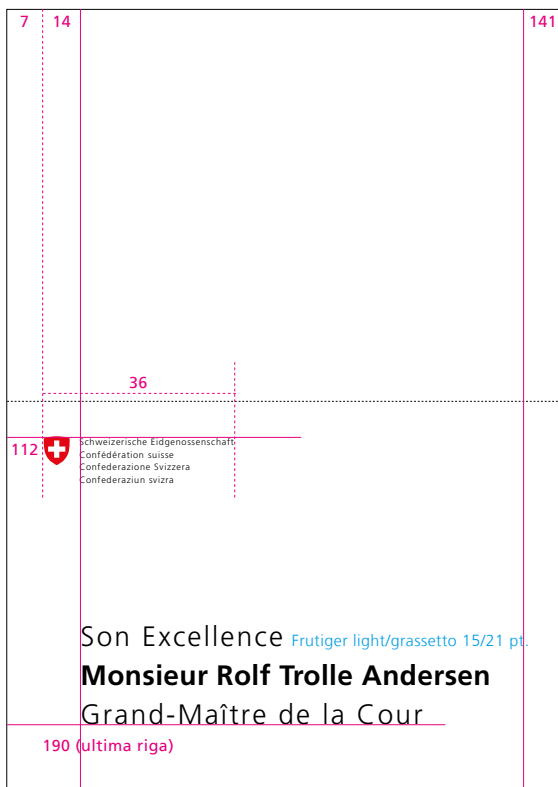 7 14 141
36
112
Schweizerische Eidgenossenschaft
Confédération suisse
Confederazione Svizzera
Confederaziun svizra
Son Excellence Frutiger light/grassetto 15/21 pt.
Monsieur Rolf Trolle Andersen
Grand-Maître de la Cour
190 (ultima riga)